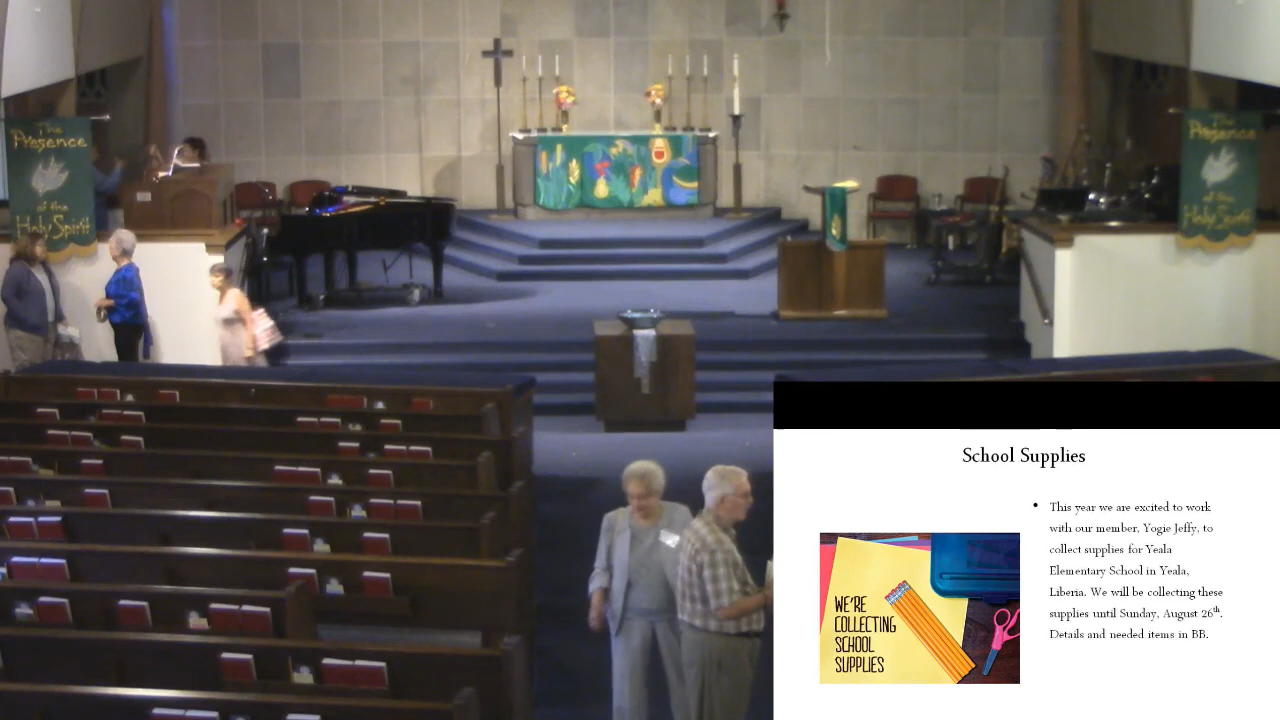 The
Presence
of the
Holy Spirit
The
Presence
of the
Holy Spirit
School Supplies
• This year we are excited to work
with our member, Yogie Jeffy, to
collect supplies for Yeala
Elementary School in Yeala,
Liberia. We will be collecting these
supplies until Sunday, August 26th.
Details and needed items in BB.
WE'RE
COLLECTING
SCHOOL
SUPPLIES